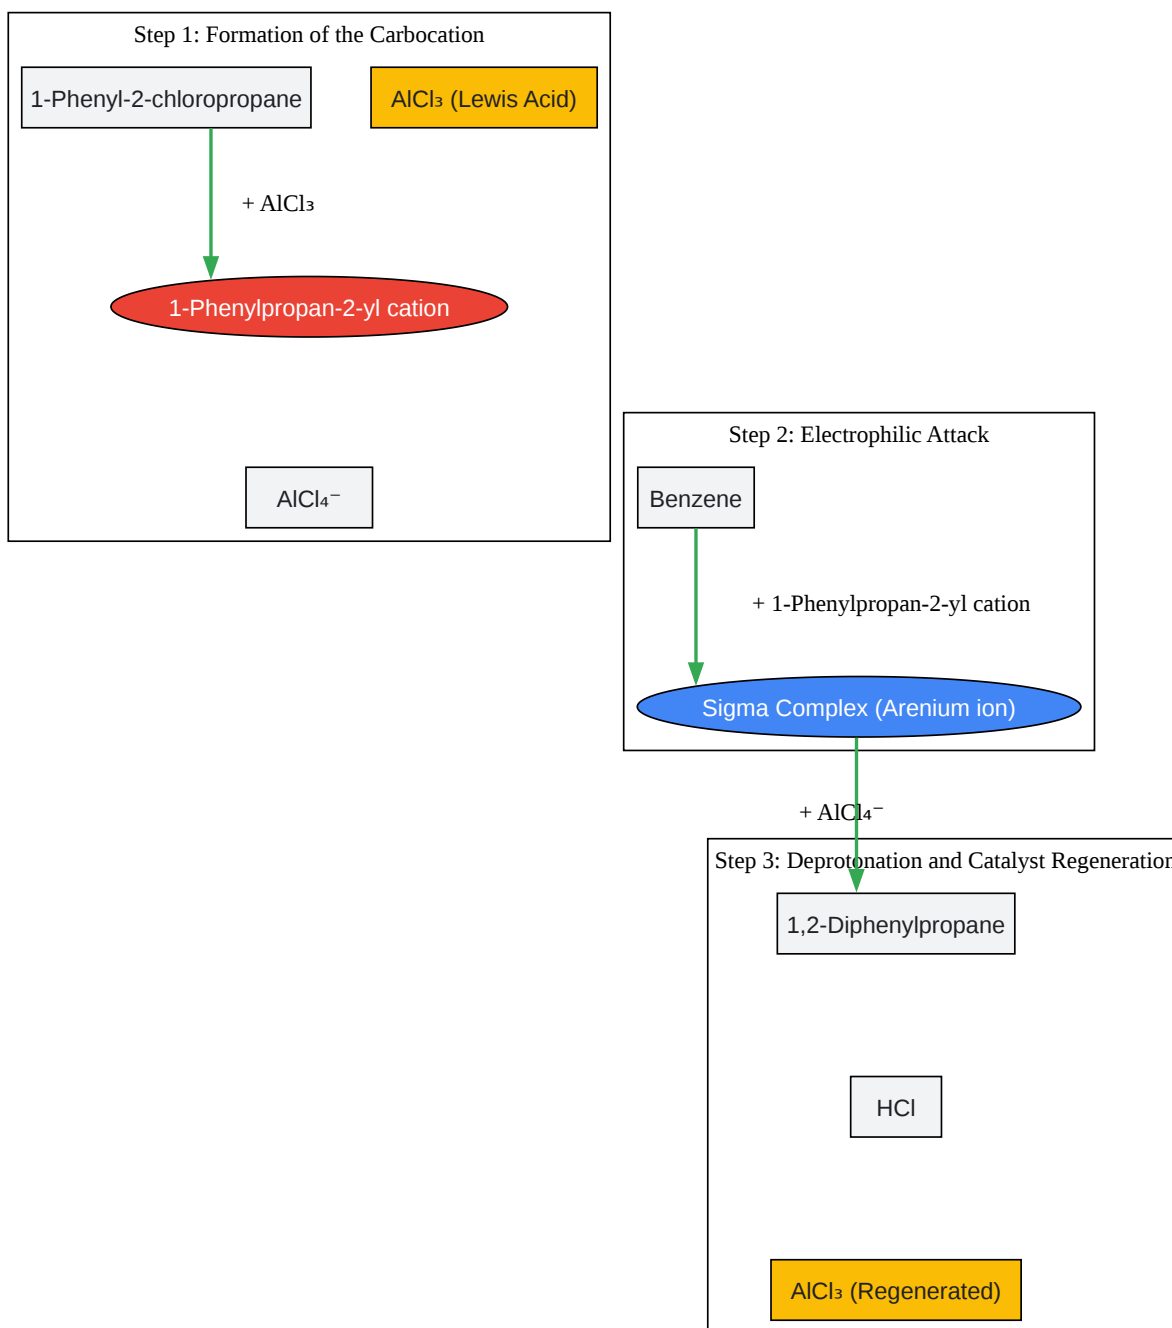 Step 1: Formation of the Carbocation
1-Phenyl-2-chloropropane
AlCl₃ (Lewis Acid)
+ AlCl₃
1-Phenylpropan-2-yl cation
AlCl₄⁻
Step 2: Electrophilic Attack
Benzene
+ 1-Phenylpropan-2-yl cation
Sigma Complex (Arenium ion)
+ AlCl₄⁻
Step 3: Deprotonation and Catalyst Regeneration
1,2-Diphenylpropane
HCl
AlCl₃ (Regenerated)